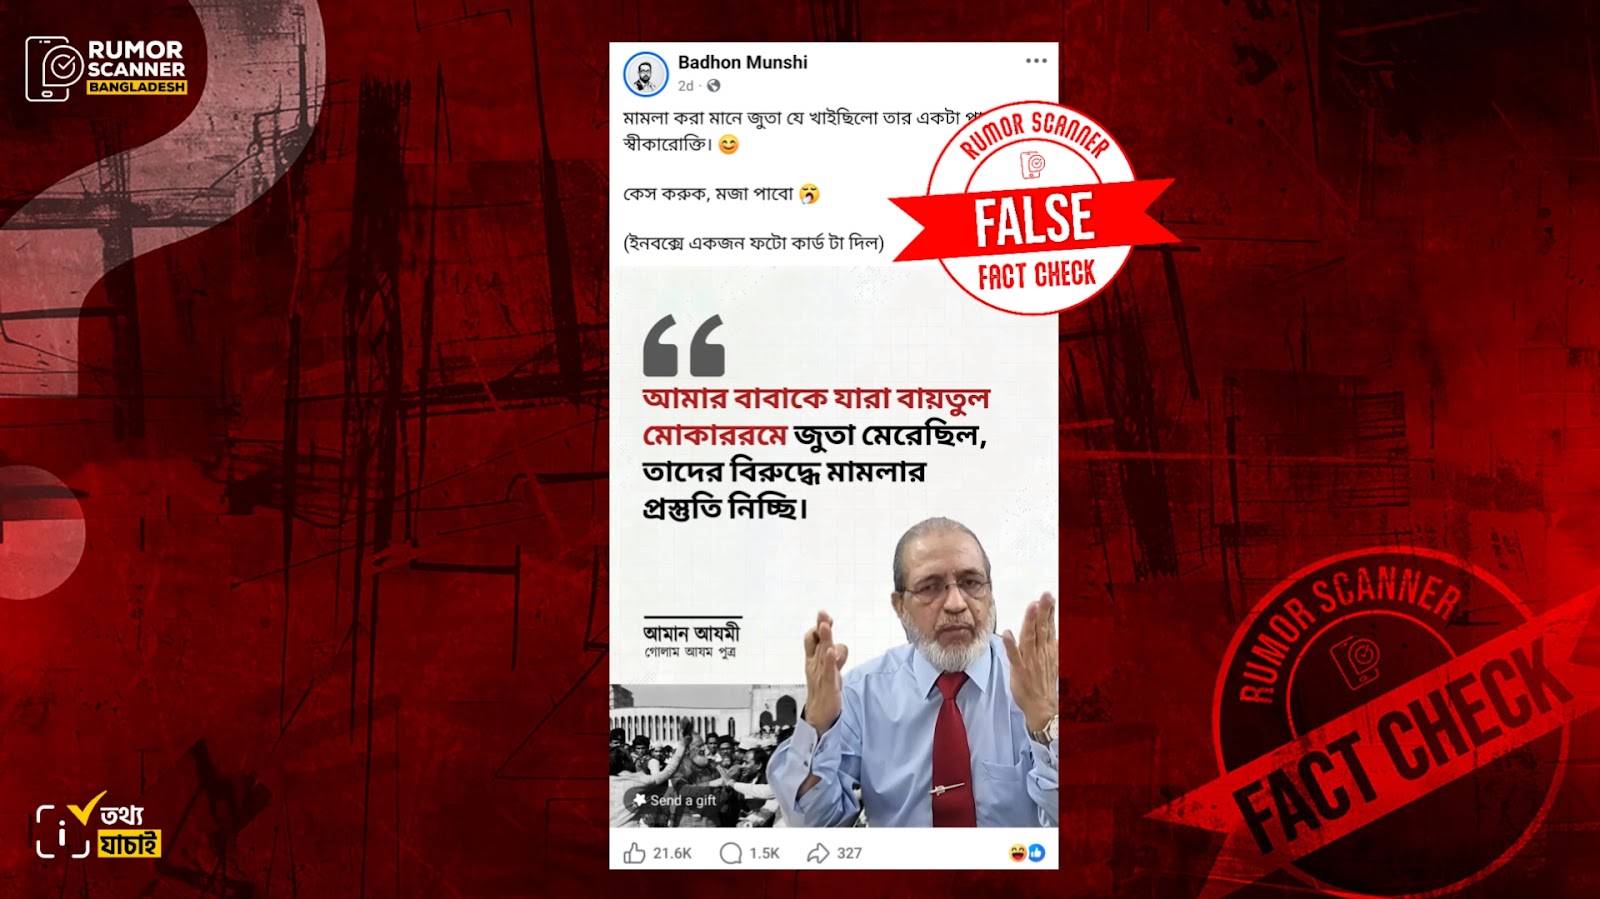 RUMOR
SCANNER
BANGLADESH
Badhon Munshi
2d
মামলা করা মানে জুতা যে খাইছিলো তার একটা
স্বীকারোক্তি। 😊
কেস করুক, মজা পাবো 🥱
(ইনবক্সে একজন ফটো কার্ড টা দিল)
RUMOR SCANNER
FALSE
FACT CHECK
“
আমার বাবাকে যারা বায়তুল
মোকাররমে জুতা মেরেছিল,
তাদের বিরুদ্ধে মামলার
প্রস্তুতি নিচ্ছি।
আমান আযমী
গোলাম আযম পুত্র
Send a gift
21.6K 1.5K 327
RUMOR SCANNER
FACT CHECK
তথ্য
যাচাই